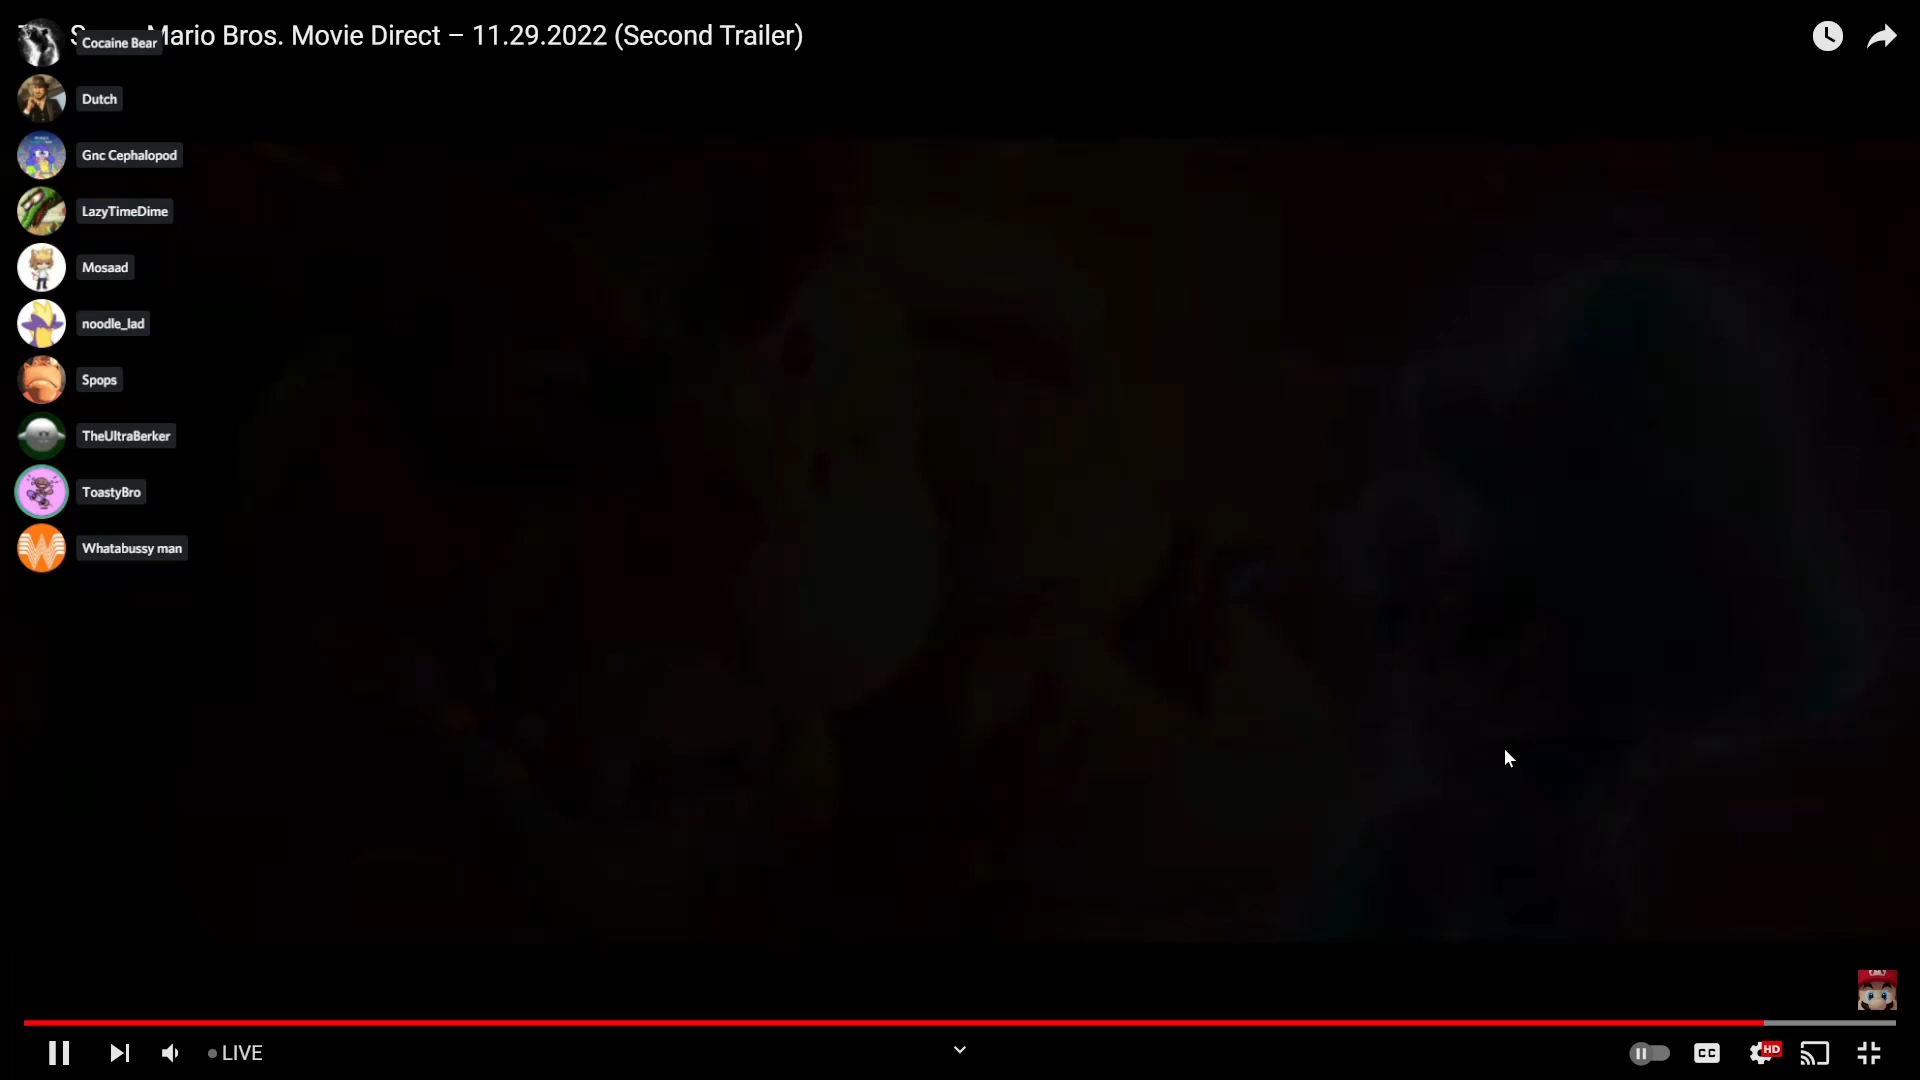 Mario Bros. Movie Direct – 11.29.2022 (Second Trailer)
Cocaine Bear
Dutch
Gnc Cephalopod
LazyTimeDime
Mosaad
noodle_lad
Spops
TheUltraBerker
ToastyBro
Whatabussy man
LIVE
CC
HD